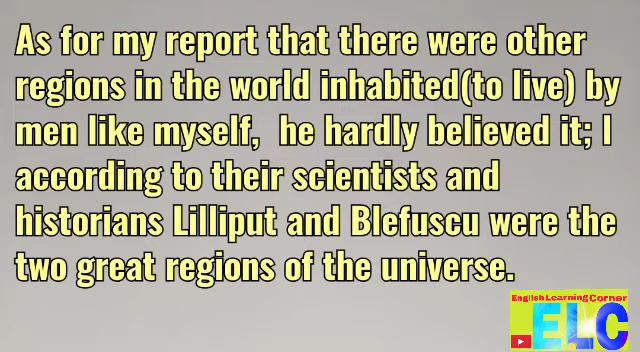 As for my report that there were other
regions in the world inhabited(to live) by
men like myself,  he hardly believed it; I
according to their scientists and
historians Lilliput and Blefuscu were the
two great regions of the universe.
English Learning Corner
ELC